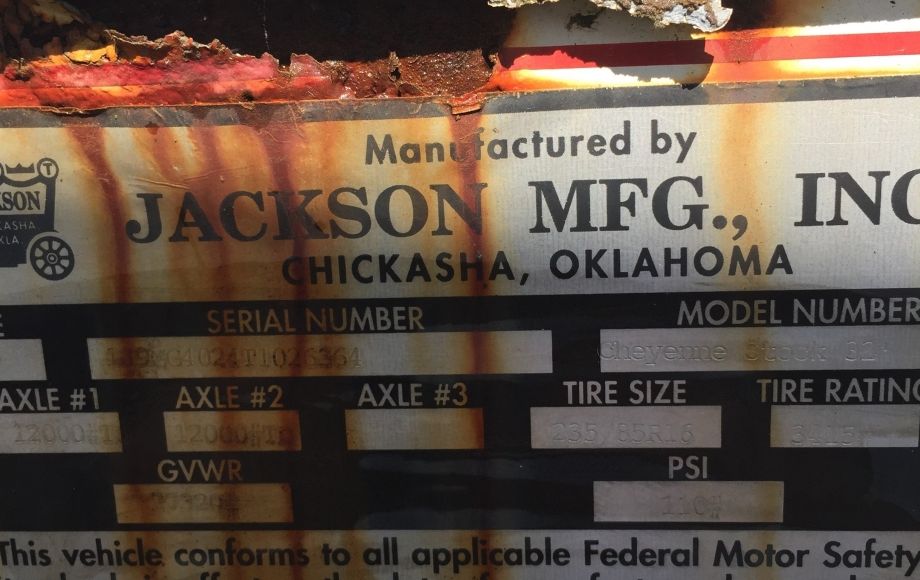 Manufactured by
JACKSON MFG., INC
CHICKASHA, OKLAHOMA
SERIAL NUMBER
MODEL NUMBER
Cheyenne Stock 32
AXLE #1
AXLE #2
AXLE #3
TIRE SIZE
TIRE RATING
12000#T
12000#T
235/85R16
3415
GVWR
PSI
110#
This vehicle conforms to all applicable Federal Motor Safety